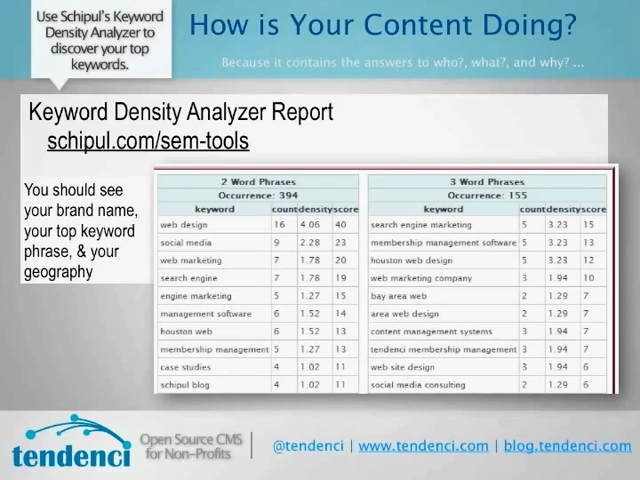 Use Schipul's Keyword
Density Analyzer to
discover your top
keywords.
How is Your Content Doing?
Because it contains the answers to who?, what?, and why? ...
Keyword Density Analyzer Report
schipul.com/sem-tools
You should see
your brand name,
your top keyword
phrase, & your
geography
2 Word Phrases
Occurrence: 394
keyword count density score
web design 16 4.06 40
social media 9 2.28 23
web marketing 7 1.78 20
search engine 7 1.78 19
engine marketing 5 1.27 15
management software 6 1.52 14
houston web 6 1.52 13
membership management 5 1.27 13
case studies 4 1.02 11
schipul blog 4 1.02 11
3 Word Phrases
Occurrence: 155
keyword count density score
search engine marketing 5 3.23 15
membership management software 5 3.23 13
houston web design 5 3.23 12
web marketing company 3 1.94 10
bay area web 2 1.29 7
area web design 2 1.29 7
content management systems 3 1.94 7
tendenci membership management 3 1.94 7
web site design 3 1.94 6
social media consulting 2 1.29 6
tendenci
Open Source CMS
for Non-Profits
@tendenci | www.tendenci.com | blog.tendenci.com